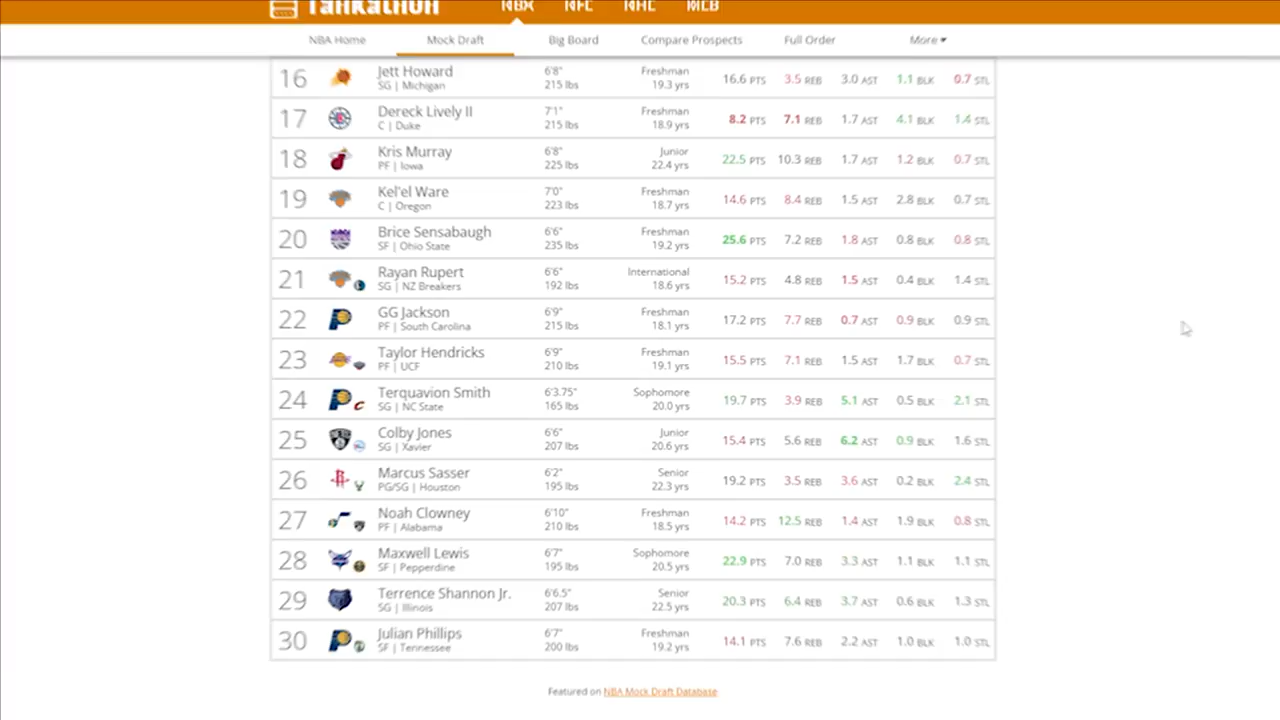 Tankathon NBA NFL NHL MLB
NBA Home Mock Draft Big Board Compare Prospects Full Order More
16 Jett Howard 6'8" Freshman 16.6 PTS 3.5 REB 3.0 AST 1.1 BLK 0.7 STL
SG | Michigan 215 lbs 19.3 yrs
17 Dereck Lively II 7'1" Freshman 8.2 PTS 7.1 REB 1.7 AST 4.1 BLK 1.4 STL
C | Duke 215 lbs 18.9 yrs
18 Kris Murray 6'8" Junior 22.5 PTS 10.3 REB 1.7 AST 1.2 BLK 0.7 STL
PF | Iowa 225 lbs 22.4 yrs
19 Kel'el Ware 7'0" Freshman 14.6 PTS 8.4 REB 1.5 AST 2.8 BLK 0.7 STL
C | Oregon 223 lbs 18.7 yrs
20 Brice Sensabaugh 6'6" Freshman 25.6 PTS 7.2 REB 1.8 AST 0.8 BLK 0.8 STL
SF | Ohio State 235 lbs 19.2 yrs
21 Rayan Rupert 6'6" International 15.2 PTS 4.8 REB 1.5 AST 0.4 BLK 1.4 STL
SG | NZ Breakers 192 lbs 18.6 yrs
22 GG Jackson 6'9" Freshman 17.2 PTS 7.7 REB 0.7 AST 0.9 BLK 0.9 STL
PF | South Carolina 215 lbs 18.1 yrs
23 Taylor Hendricks 6'9" Freshman 15.5 PTS 7.1 REB 1.5 AST 1.7 BLK 0.7 STL
PF | UCF 210 lbs 19.1 yrs
24 Terquavion Smith 6'3.75" Sophomore 19.7 PTS 3.9 REB 5.1 AST 0.5 BLK 2.1 STL
SG | NC State 165 lbs 20.0 yrs
25 Colby Jones 6'6" Junior 15.4 PTS 5.6 REB 6.2 AST 0.9 BLK 1.6 STL
SG | Xavier 207 lbs 20.6 yrs
26 Marcus Sasser 6'2" Senior 19.2 PTS 3.5 REB 3.6 AST 0.2 BLK 2.4 STL
PG/SG | Houston 195 lbs 22.3 yrs
27 Noah Clowney 6'10" Freshman 14.2 PTS 12.5 REB 1.4 AST 1.9 BLK 0.8 STL
PF | Alabama 210 lbs 18.5 yrs
28 Maxwell Lewis 6'7" Sophomore 22.9 PTS 7.0 REB 3.3 AST 1.1 BLK 1.1 STL
SF | Pepperdine 195 lbs 20.5 yrs
29 Terrence Shannon Jr. 6'6.5" Senior 20.3 PTS 6.4 REB 3.7 AST 0.6 BLK 1.3 STL
SG | Illinois 207 lbs 22.5 yrs
30 Julian Phillips 6'7" Freshman 14.1 PTS 7.6 REB 2.2 AST 1.0 BLK 1.0 STL
SF | Tennessee 200 lbs 19.2 yrs
Featured on NBA Mock Draft Database